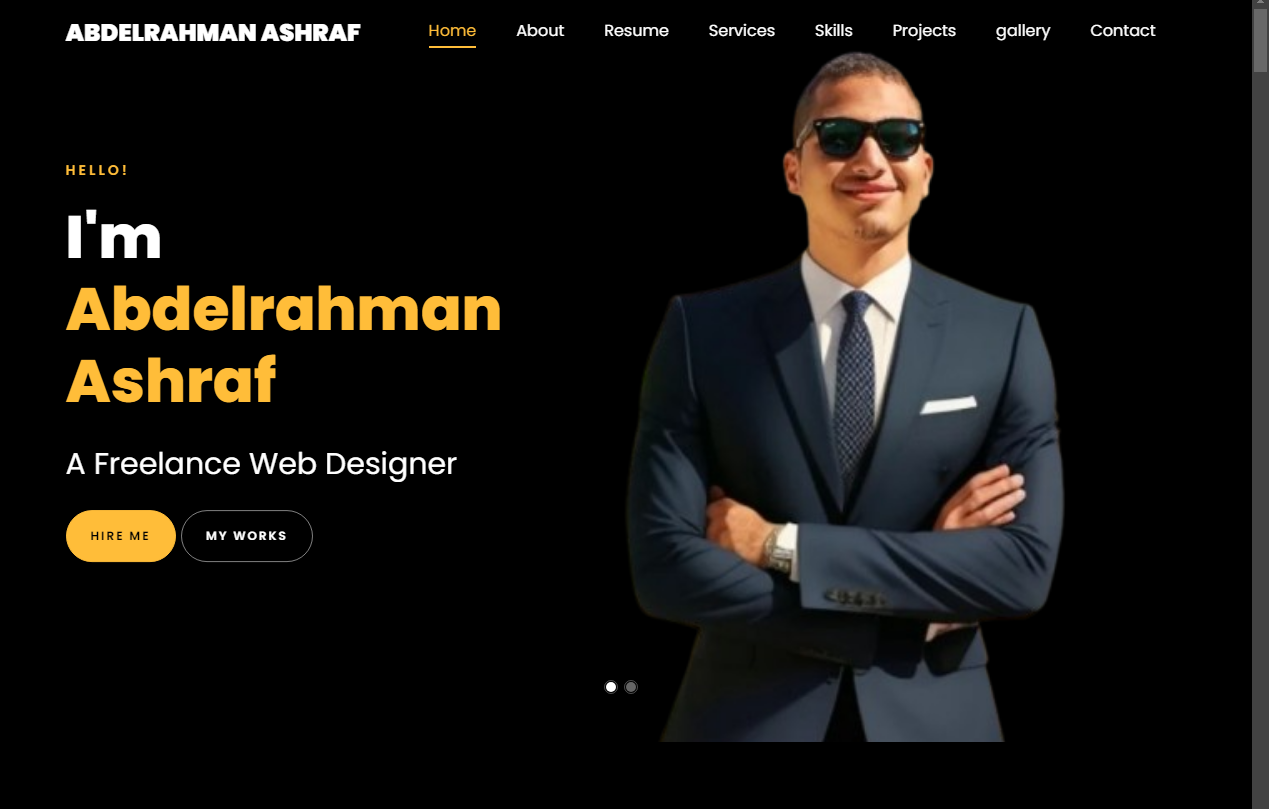 ABDELRAHMAN ASHRAF Home About Resume Services Skills Projects gallery Contact
HELLO!
I'm
Abdelrahman
Ashraf
A Freelance Web Designer
HIRE ME MY WORKS